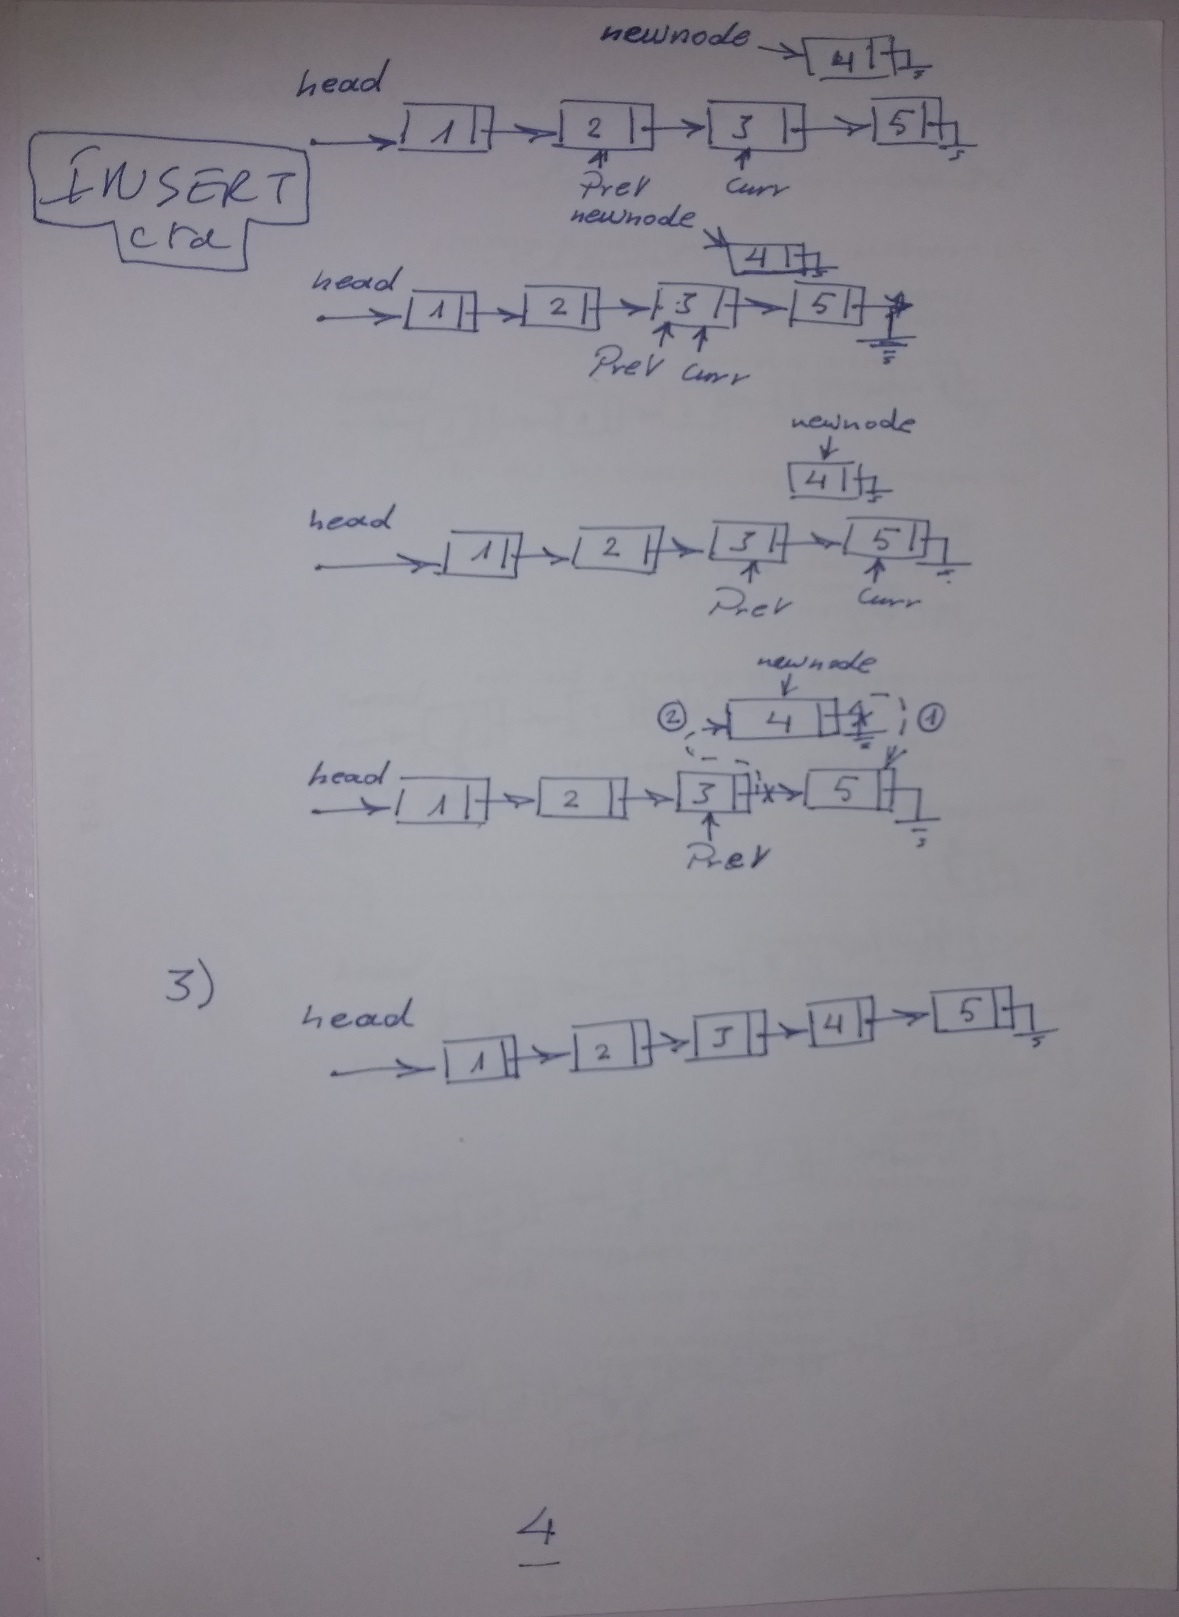 newnode 4
head
1 2 3 5
INSERT
Prev Curr
newnode
4
head
1 2 3 5
Prev Curr
newnode
4
head
1 2 3 5
Prev Curr
newnode
② 4 ①
head
1 2 3 5
Prev
3)
head
1 2 3 4 5
4